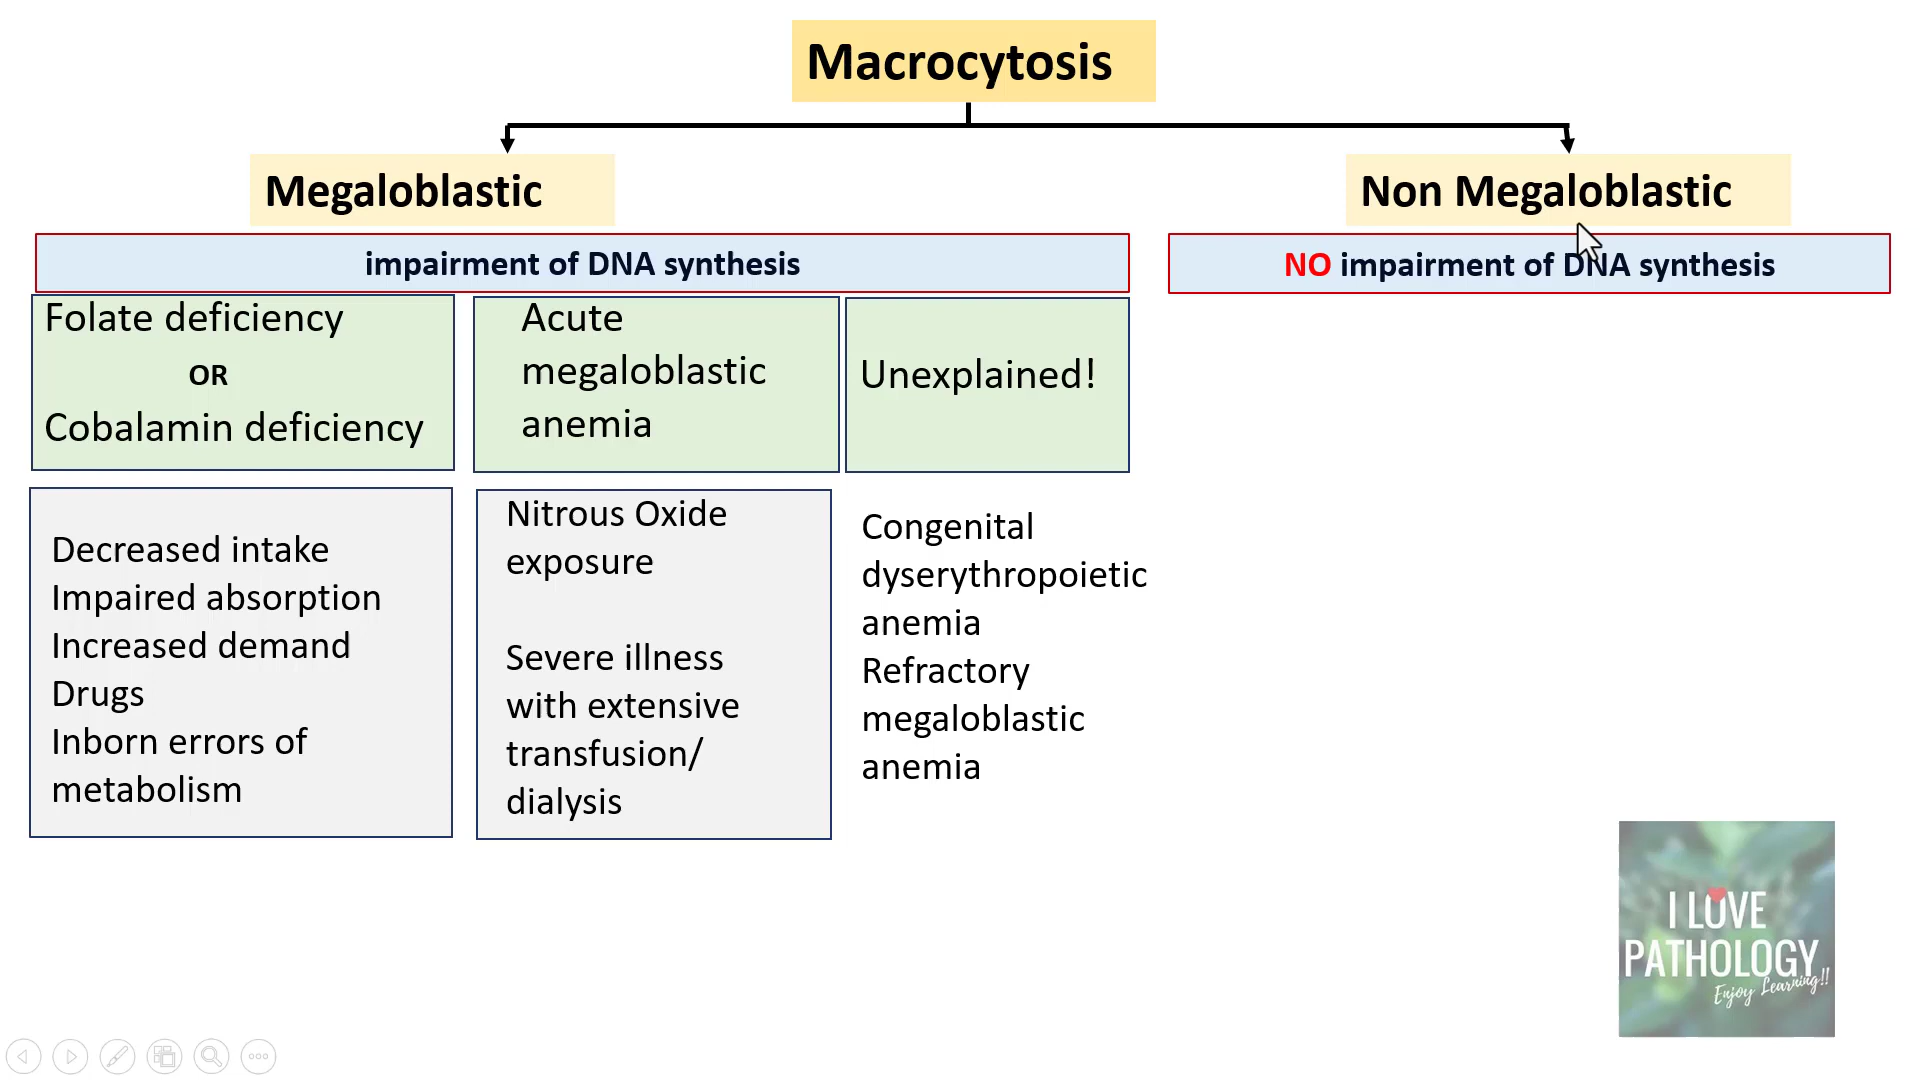 Macrocytosis
Megaloblastic
Non Megaloblastic
impairment of DNA synthesis
NO impairment of DNA synthesis
Folate deficiency
OR
Cobalamin deficiency
Acute
megaloblastic
anemia
Unexplained!
Decreased intake
Impaired absorption
Increased demand
Drugs
Inborn errors of
metabolism
Nitrous Oxide
exposure
Severe illness
with extensive
transfusion/
dialysis
Congenital
dyserythropoietic
anemia
Refractory
megaloblastic
anemia
I LOVE
PATHOLOGY
Enjoy Learning!!